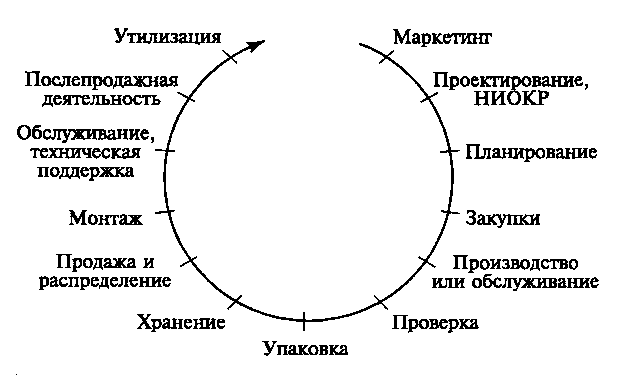 Маркетинг
Проектирование,
НИОКР
Планирование
Закупки
Производство
или обслуживание
Проверка
Упаковка
Хранение
Продажа и
распределение
Монтаж
Обслуживание,
техническая
поддержка
Послепродажная
деятельность
Утилизация